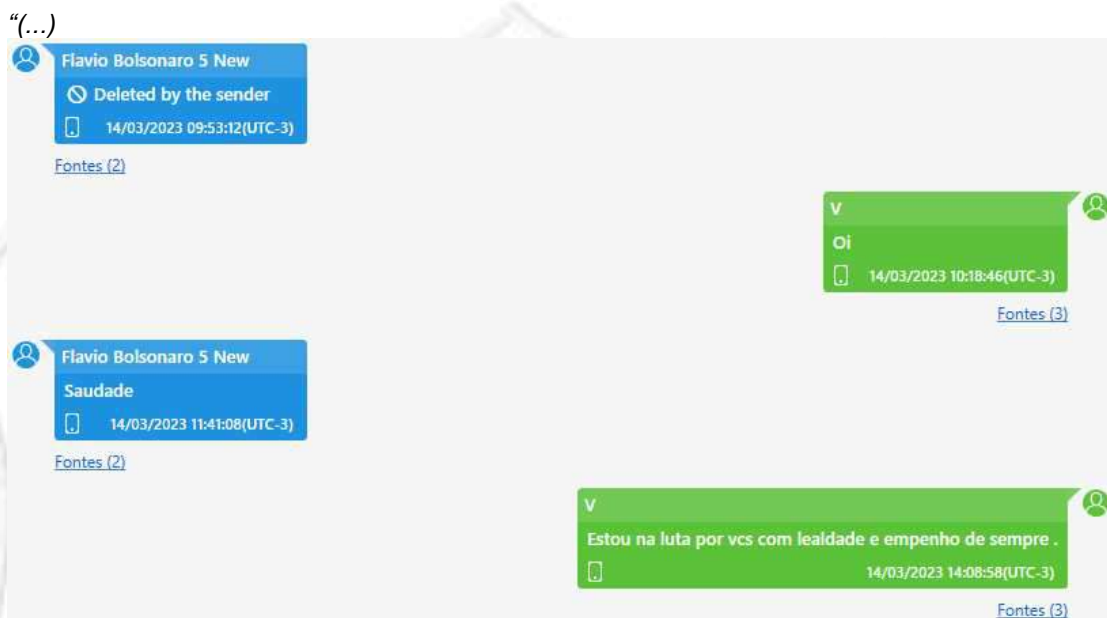 “(...)
Flavio Bolsonaro 5 New
Deleted by the sender
14/03/2023 09:53:12(UTC-3)
Fontes (2)
V
Oi
14/03/2023 10:18:46(UTC-3)
Fontes (3)
Flavio Bolsonaro 5 New
Saudade
14/03/2023 11:41:08(UTC-3)
Fontes (2)
V
Estou na luta por vcs com lealdade e empenho de sempre .
14/03/2023 14:08:58(UTC-3)
Fontes (3)